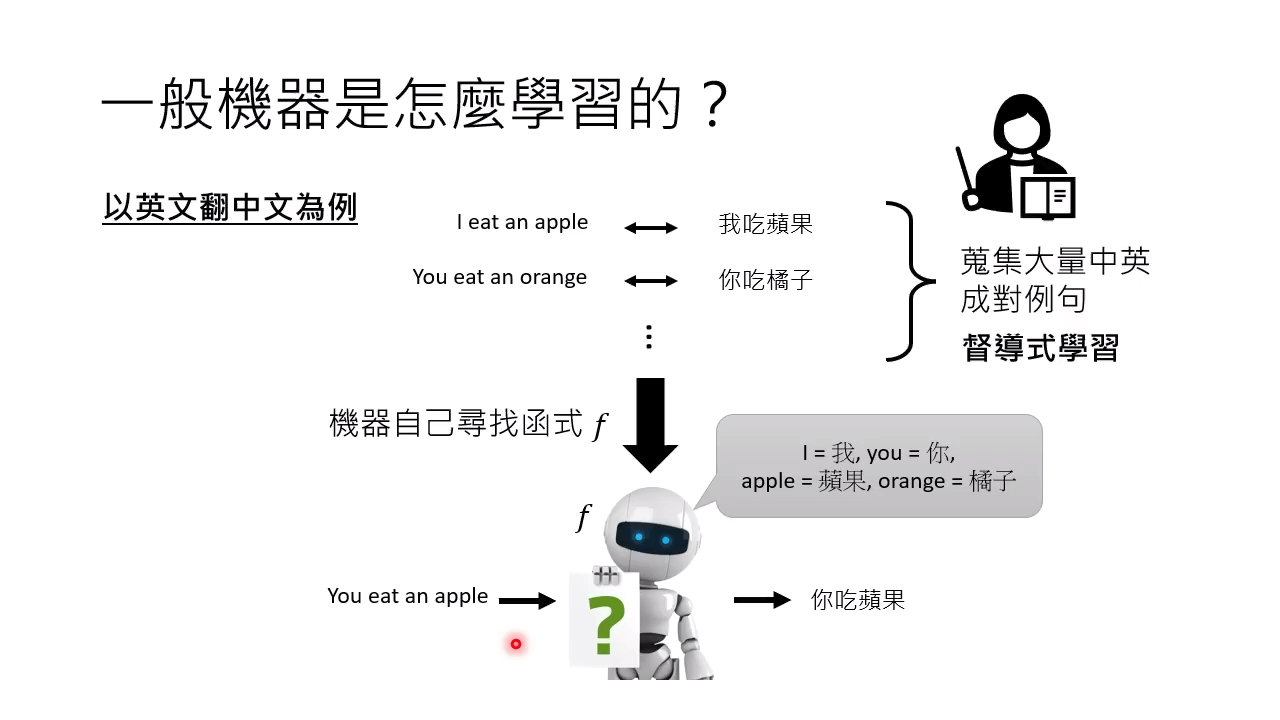 一般機器是怎麼學習的？
以英文翻中文為例
I eat an apple
我吃蘋果
You eat an orange
你吃橘子
⋮
蒐集大量中英
成對例句
督導式學習
機器自己尋找函式 f
I = 我, you = 你,
apple = 蘋果, orange = 橘子
f
You eat an apple
?
你吃蘋果